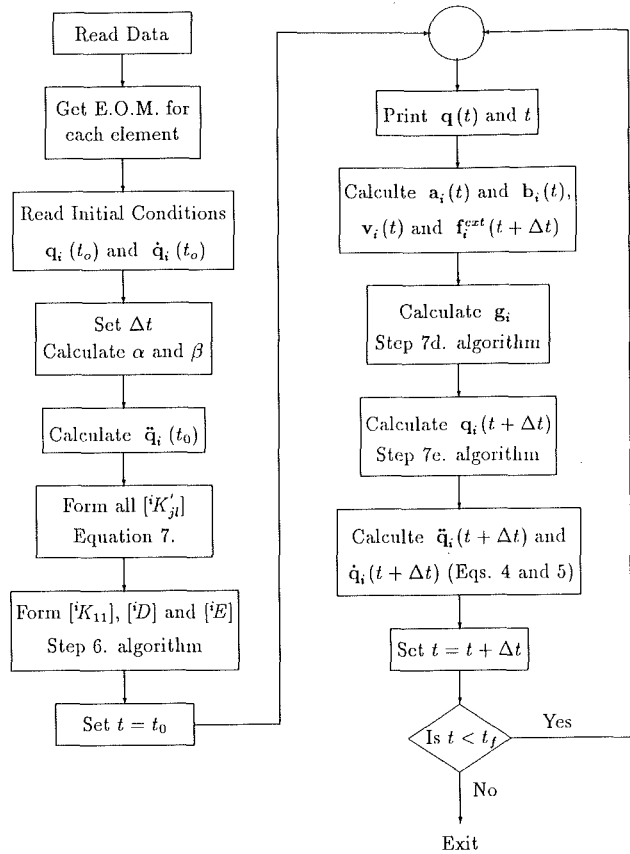 Read Data
Get E.O.M. for
each element
Read Initial Conditions
q_i (t_o) and q̇_i (t_o)
Set Δt
Calculate α and β
Calculate q̈_i (t_0)
Form all [^iK'_{jl}]
Equation 7.
Form [^iK_{11}], [^iD] and [^iE]
Step 6. algorithm
Set t = t_0
Print q(t) and t
Calculte a_i(t) and b_i(t),
v_i(t) and f_i^{ext}(t + Δt)
Calculate g_i
Step 7d. algorithm
Calculate q_i(t + Δt)
Step 7e. algorithm
Calculte q̈_i(t + Δt) and
q̇_i(t + Δt) (Eqs. 4 and 5)
Set t = t + Δt
Is t < t_f
Yes
No
Exit